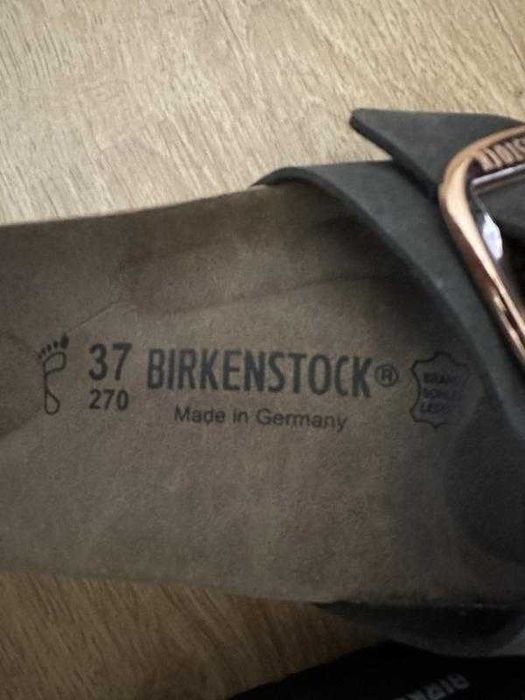 37 BIRKENSTOCK®
270
Made in Germany